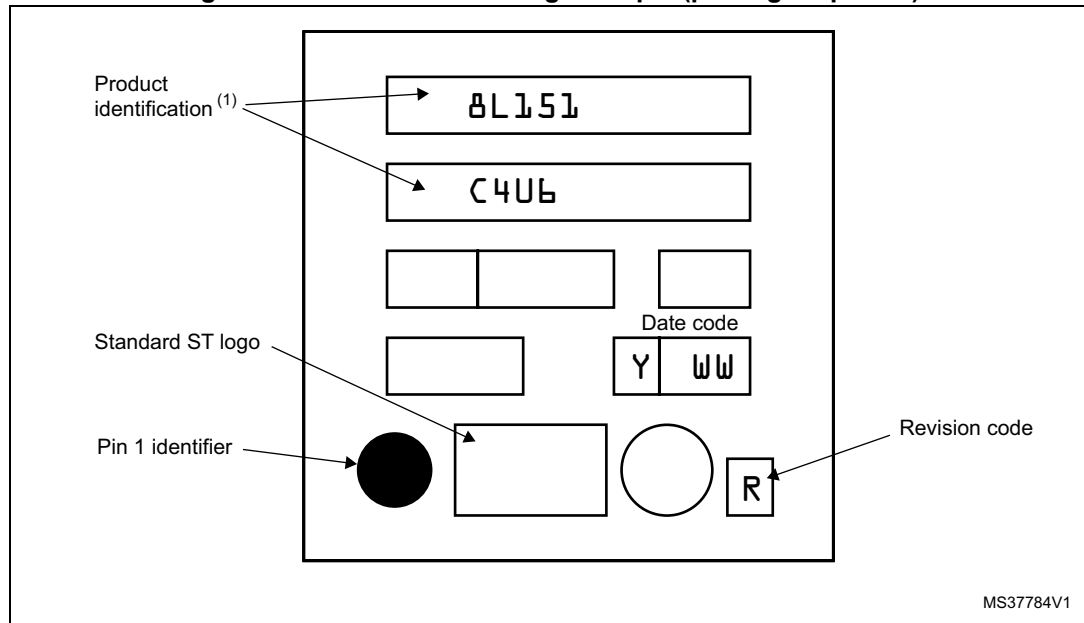 Product
identification (1)
8L151
C4U6
Date code
Standard ST logo
Y WW
Pin 1 identifier
Revision code
R
MS37784V1